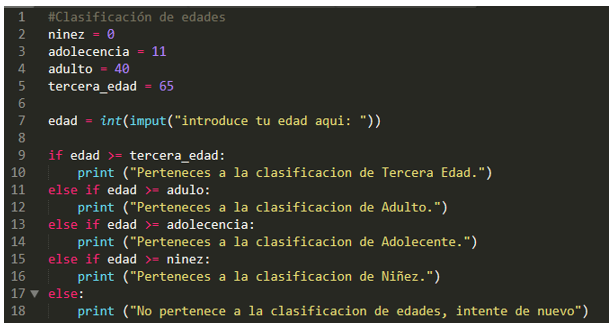 1 #Clasificación de edades
2 ninez = 0
3 adolecencia = 11
4 adulto = 40
5 tercera_edad = 65
6
7 edad = int(imput("introduce tu edad aqui: "))
8
9 if edad >= tercera_edad:
10     print ("Perteneces a la clasificacion de Tercera Edad.")
11 else if edad >= adulo:
12     print ("Perteneces a la clasificacion de Adulto.")
13 else if edad >= adolecencia:
14     print ("Perteneces a la clasificacion de Adolecente.")
15 else if edad >= ninez:
16     print ("Perteneces a la clasificacion de Niñez.")
17 else:
18     print ("No pertenece a la clasificacion de edades, intente de nuevo")